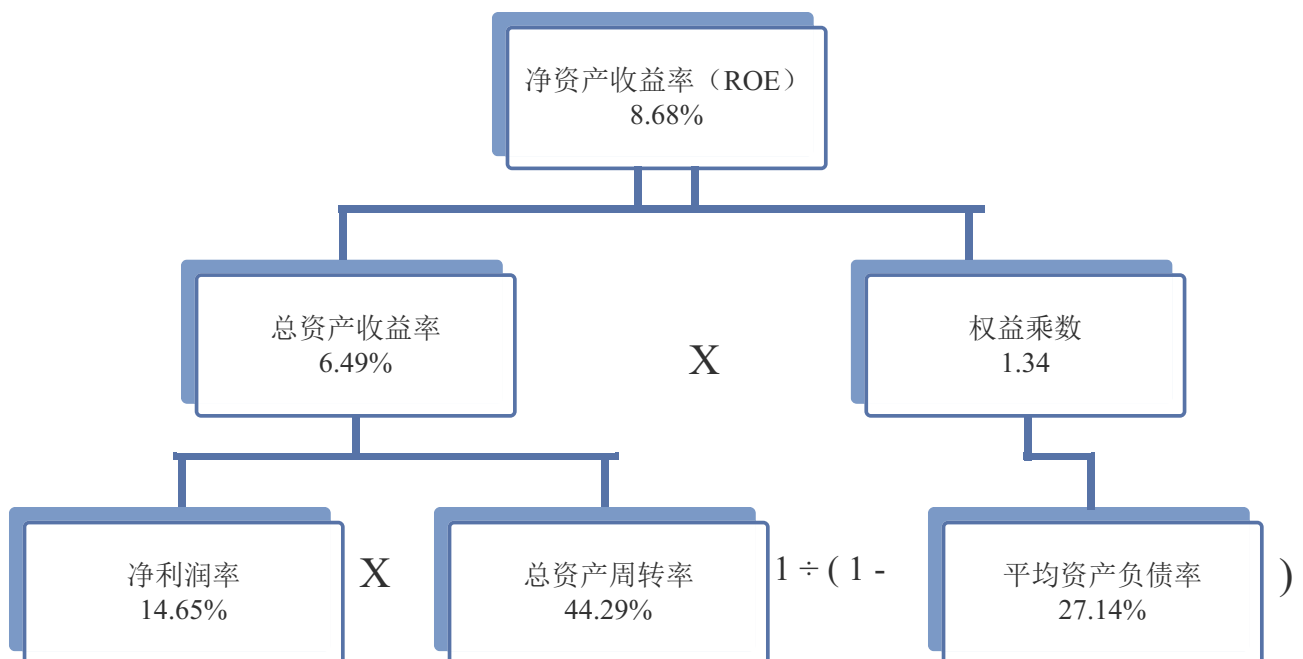 净资产收益率（ROE）
8.68%
总资产收益率
6.49%
X
权益乘数
1.34
净利润率
14.65%
X
总资产周转率
44.29%
1 ÷ ( 1 -
平均资产负债率
27.14%
)